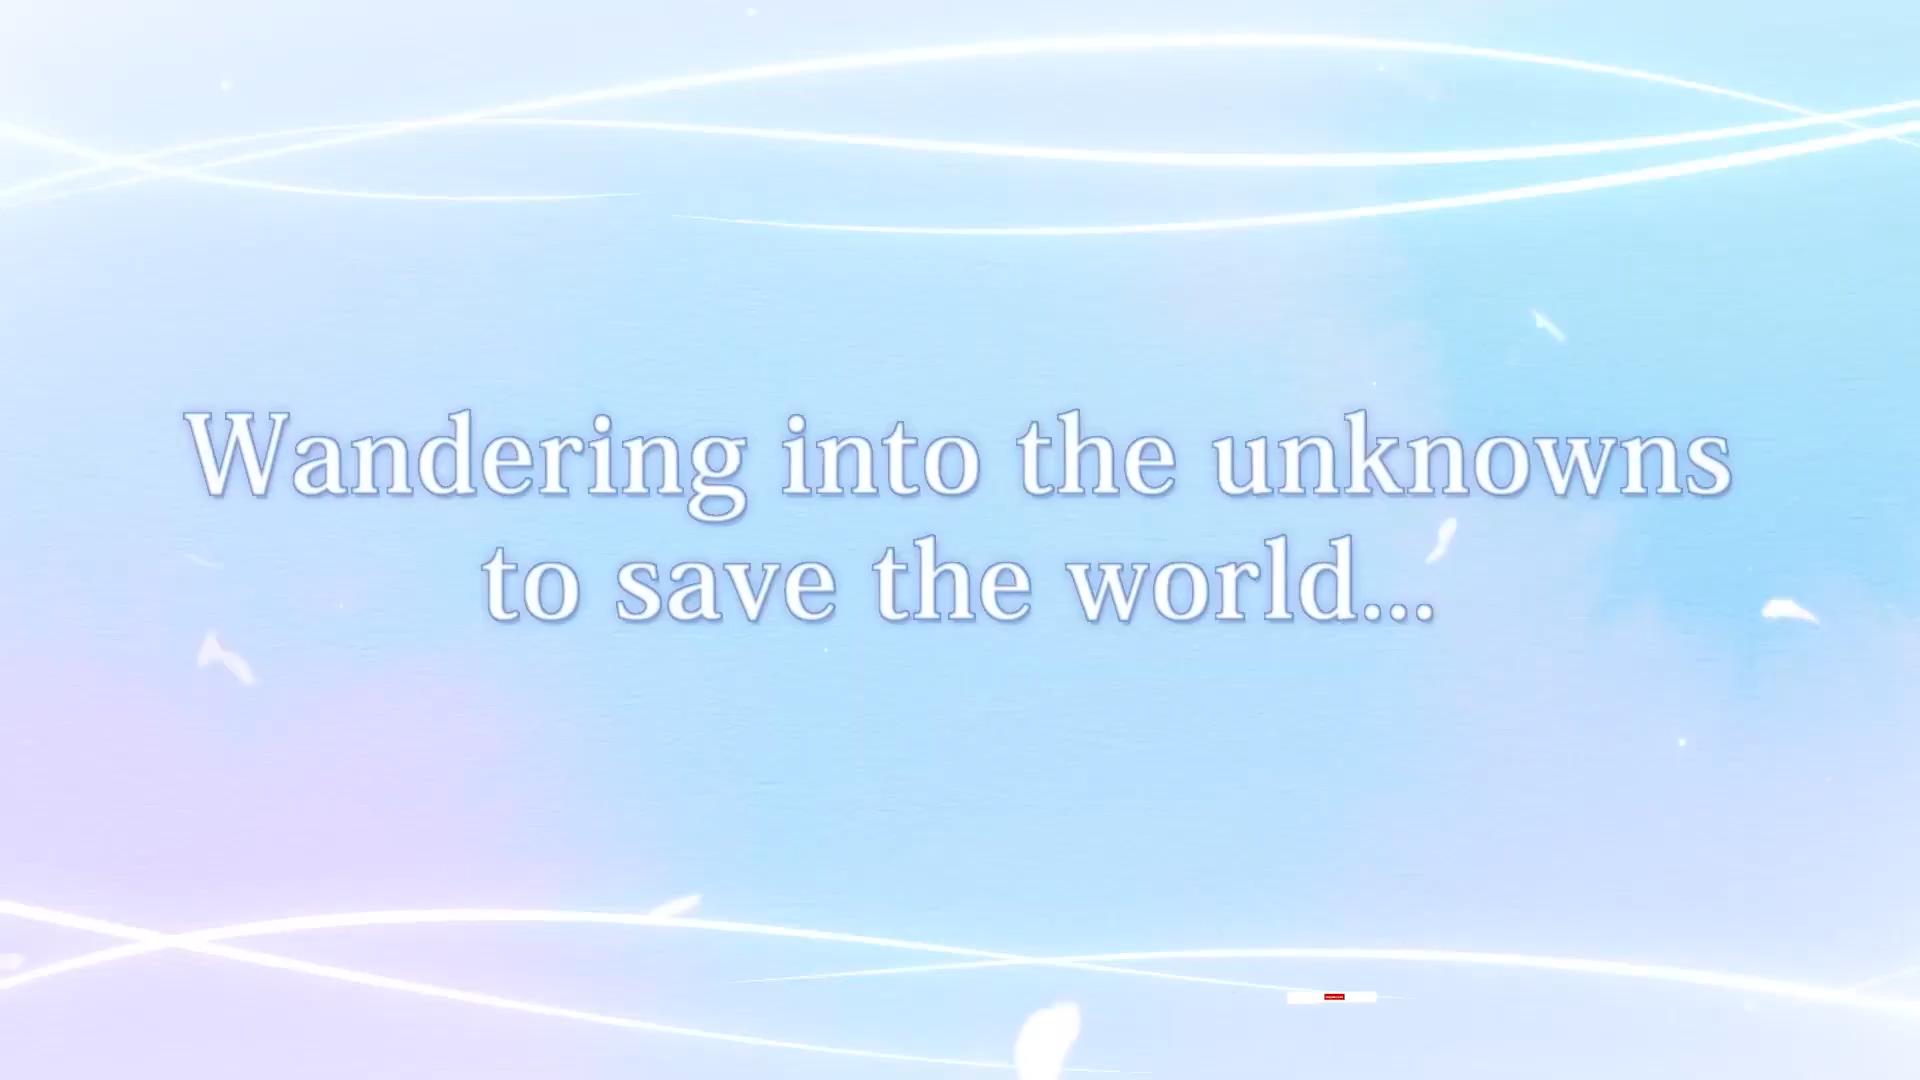 Wandering into the unknowns
to save the world...